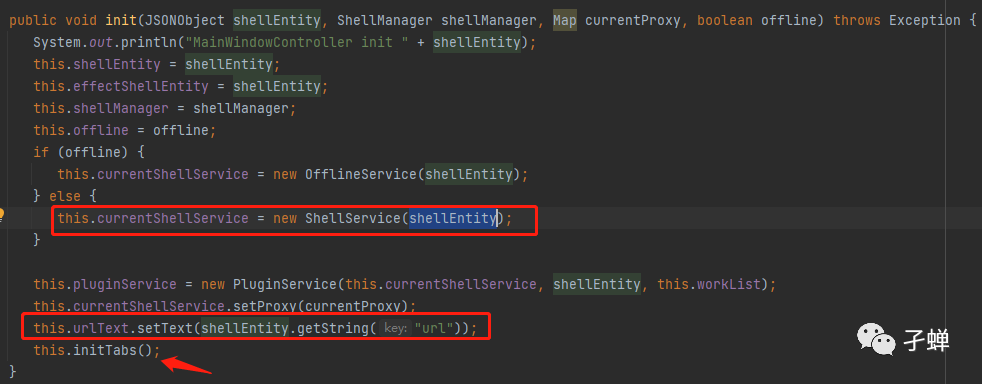 public void init(JSONObject shellEntity, ShellManager shellManager, Map currentProxy, boolean offline) throws Exception {
System.out.println("MainWindowController init " + shellEntity);
this.shellEntity = shellEntity;
this.effectShellEntity = shellEntity;
this.shellManager = shellManager;
this.offline = offline;
if (offline) {
this.currentShellService = new OfflineService(shellEntity);
} else {
this.currentShellService = new ShellService(shellEntity);
}
this.pluginService = new PluginService(this.currentShellService, shellEntity, this.workList);
this.currentShellService.setProxy(currentProxy);
this.urlText.setText(shellEntity.getString( key: "url"));
this.initTabs();
}
孜蝉